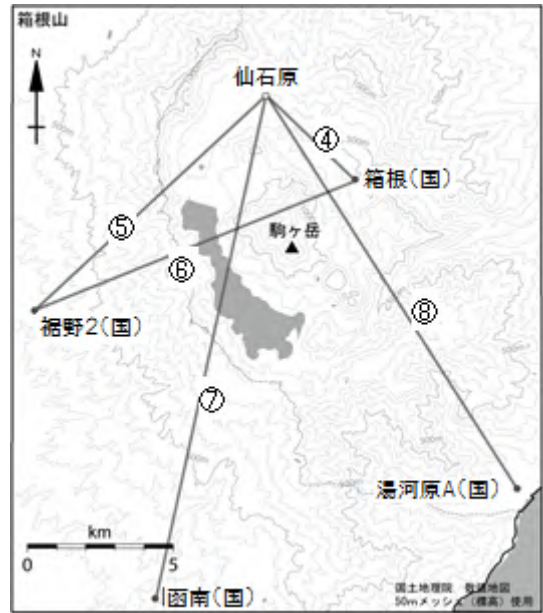 箱根山
N
仙石原
④
箱根(国)
⑤
駒ヶ岳
⑥
裾野2(国)
⑧
⑦
湯河原A(国)
km
0 5
函南(国)
国土地理院 数値地図
50mメッシュ(標高)使用